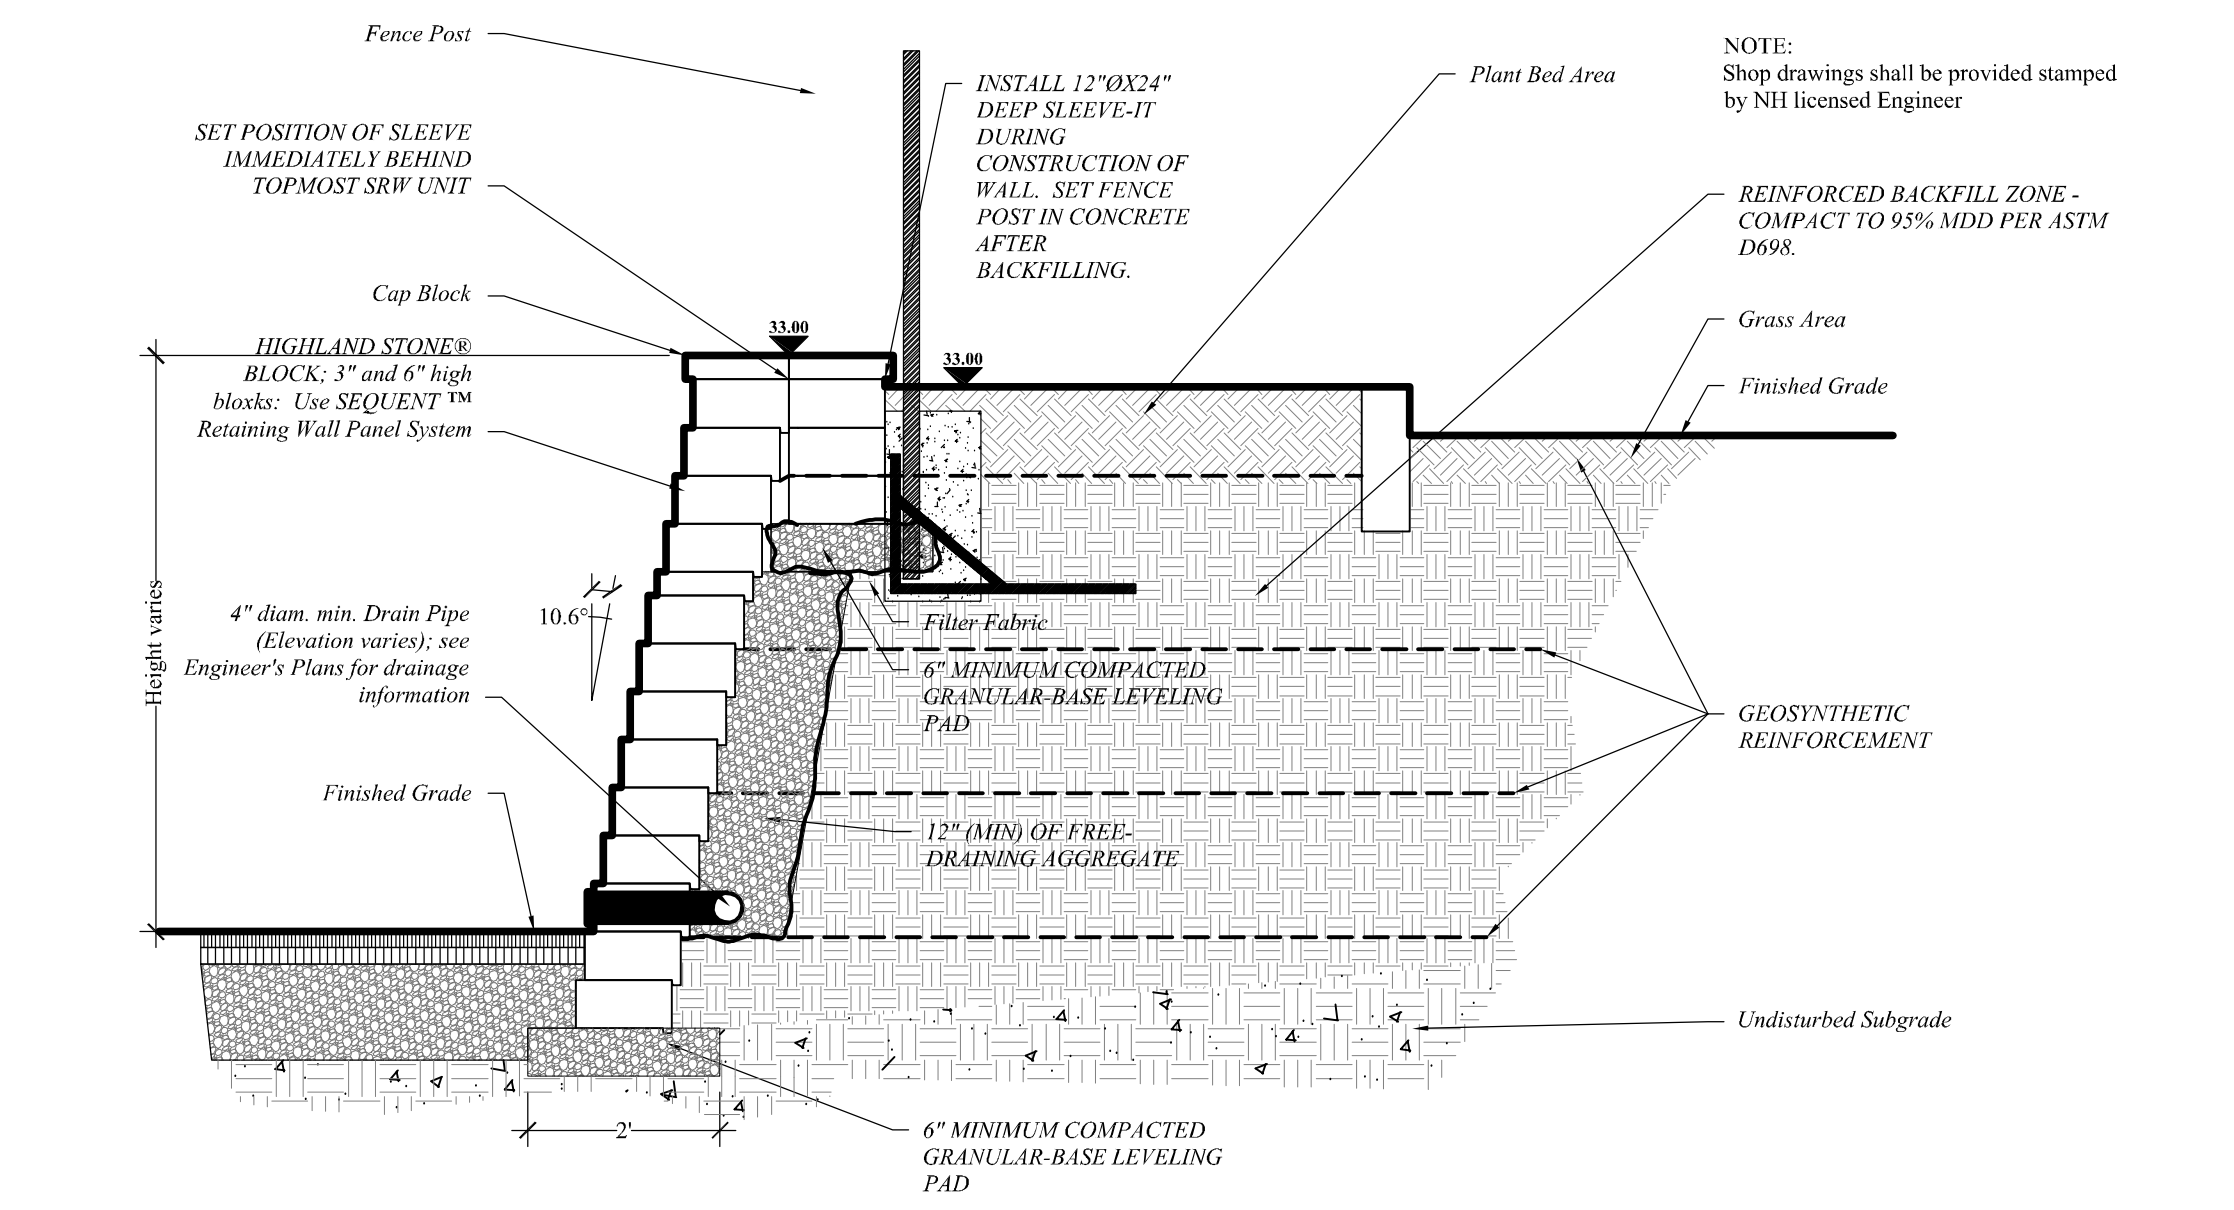 Fence Post
SET POSITION OF SLEEVE
IMMEDIATELY BEHIND
TOPMOST SRW UNIT
Cap Block
HIGHLAND STONE®
BLOCK; 3" and 6" high
bloxks: Use SEQUENT ™
Retaining Wall Panel System
4" diam. min. Drain Pipe
(Elevation varies); see
Engineer's Plans for drainage
information
Finished Grade
Height varies
10.6°
33.00
33.00
INSTALL 12"ØX24"
DEEP SLEEVE-IT
DURING
CONSTRUCTION OF
WALL. SET FENCE
POST IN CONCRETE
AFTER
BACKFILLING.
Filter Fabric
6" MINIMUM COMPACTED
GRANULAR-BASE LEVELING
PAD
12" (MIN) OF FREE-
DRAINING AGGREGATE
2'
6" MINIMUM COMPACTED
GRANULAR-BASE LEVELING
PAD
Plant Bed Area
NOTE:
Shop drawings shall be provided stamped
by NH licensed Engineer
REINFORCED BACKFILL ZONE -
COMPACT TO 95% MDD PER ASTM
D698.
Grass Area
Finished Grade
GEOSYNTHETIC
REINFORCEMENT
Undisturbed Subgrade